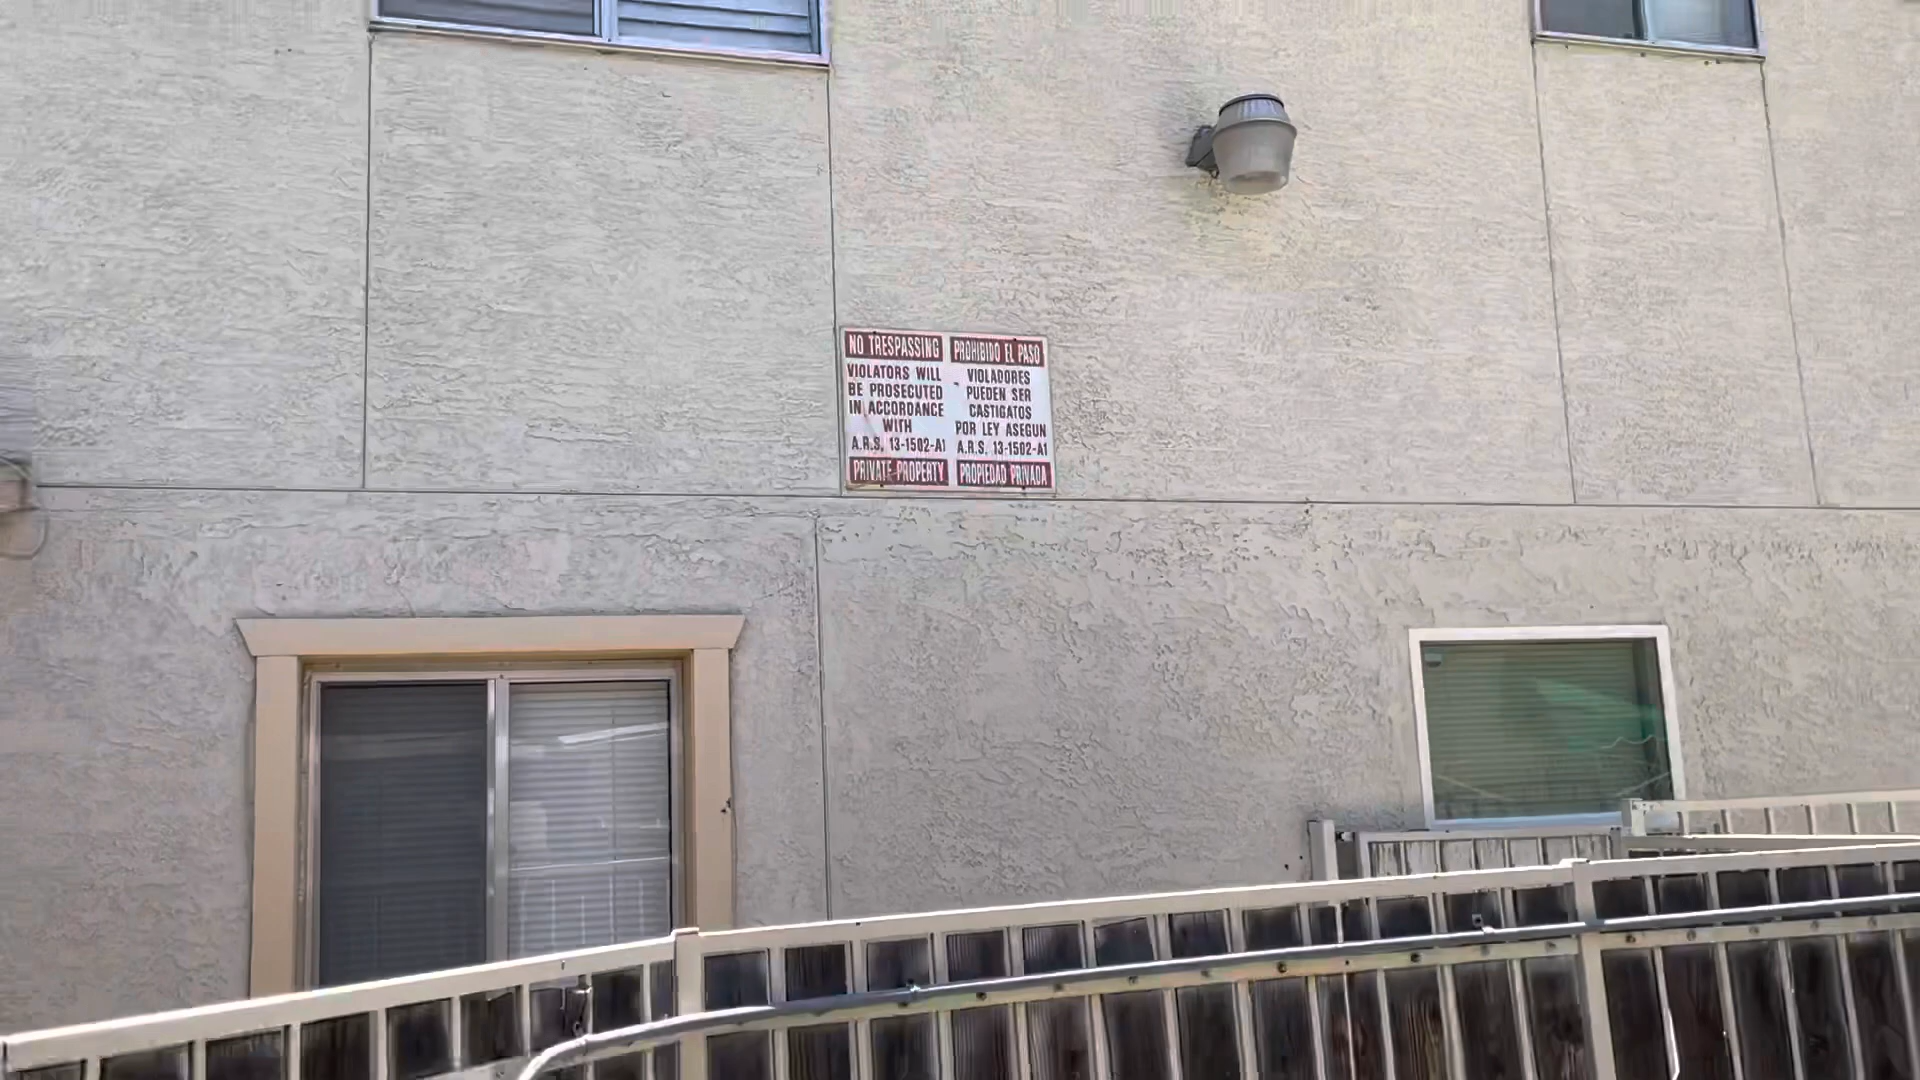 NO TRESPASSING
VIOLATORS WILL
BE PROSECUTED
IN ACCORDANCE
WITH
A.R.S. 13-1502-A1
PRIVATE PROPERTY
PROHIBIDO EL PASO
VIOLADORES
PUEDEN SER
CASTIGATOS
POR LEY ASEGUN
A.R.S. 13-1502-A1
PROPIEDAD PRIVADA